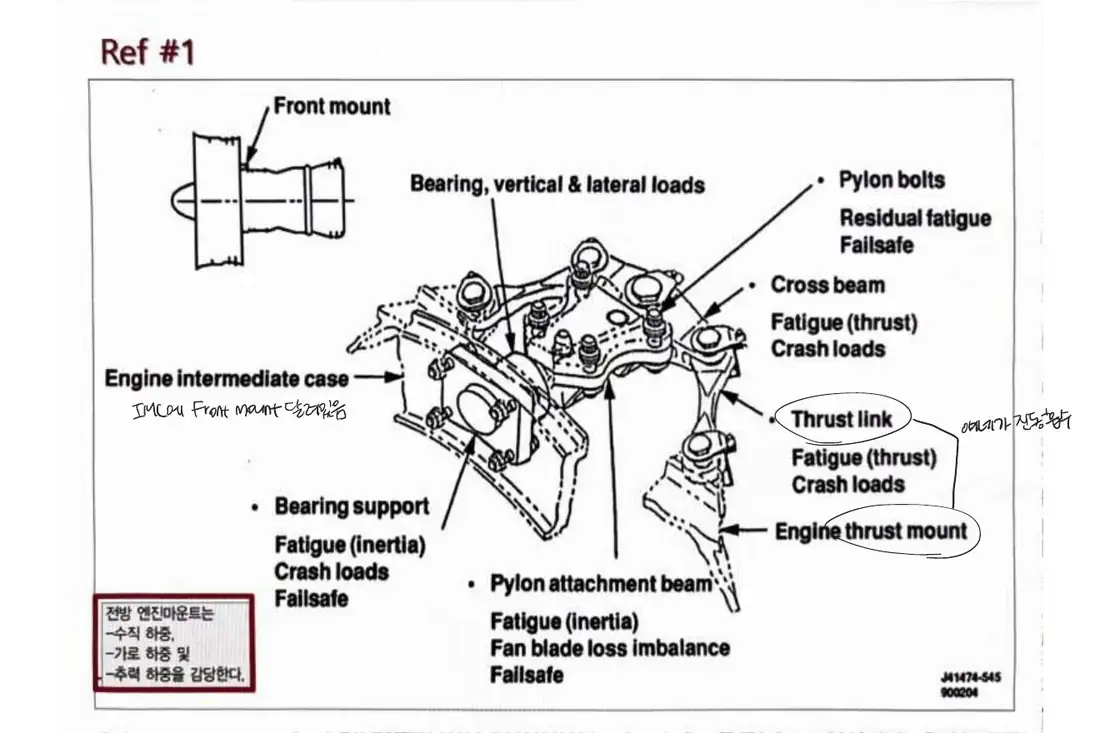 Ref #1
Front mount
Bearing, vertical & lateral loads
• Pylon bolts
Residual fatigue
Failsafe
• Cross beam
Fatigue (thrust)
Crash loads
Engine intermediate case
IMC에 Front mount 달려있음
• Thrust link
얘네가 진동흡수
Fatigue (thrust)
Crash loads
• Bearing support
Fatigue (inertia)
Crash loads
Failsafe
Engine thrust mount
• Pylon attachment beam
Fatigue (inertia)
Fan blade loss imbalance
Failsafe
전방 엔진마운트는
-수직 하중,
-가로 하중 및
-추력 하중을 감당한다.
J41474-545
900204